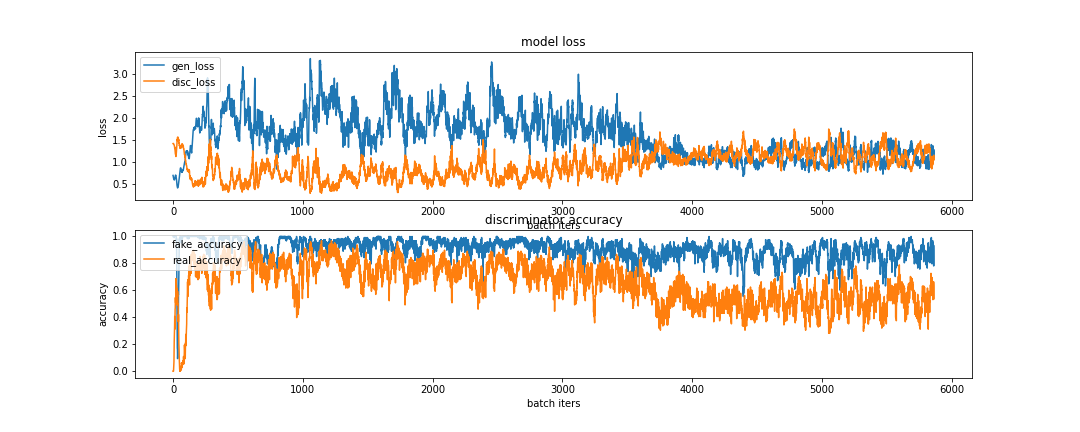 model loss
gen_loss
disc_loss
loss
3.0
2.5
2.0
1.5
1.0
0.5
0 1000 2000 3000 4000 5000 6000
batch iters
discriminator accuracy
fake_accuracy
real_accuracy
accuracy
1.0
0.8
0.6
0.4
0.2
0.0
0 1000 2000 3000 4000 5000 6000
batch iters